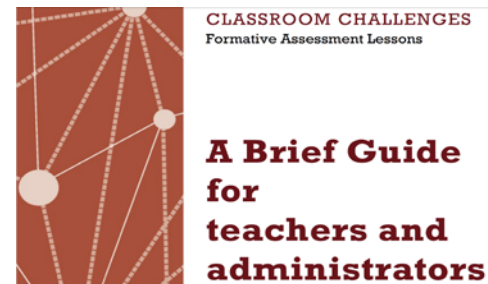 CLASSROOM CHALLENGES
Formative Assessment Lessons
A Brief Guide
for
teachers and
administrators